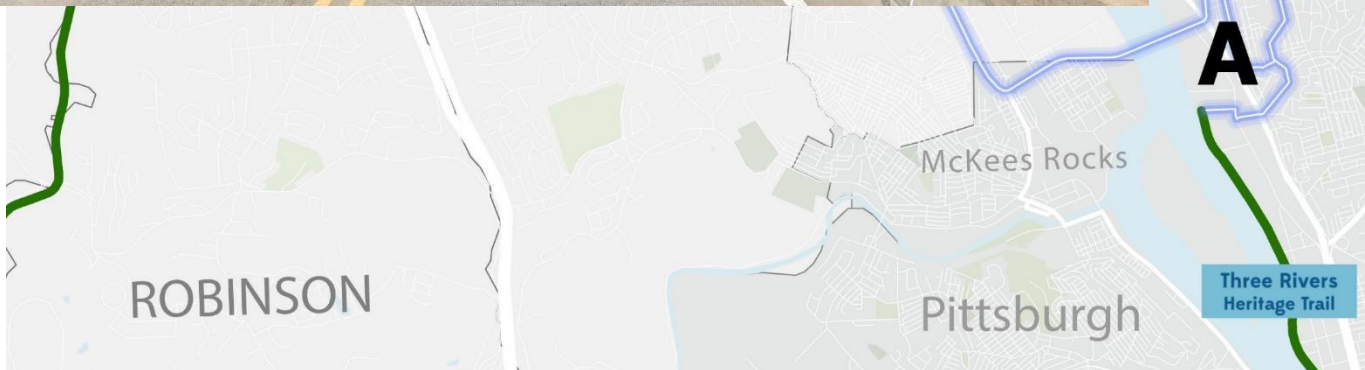 A
McKees Rocks
ROBINSON
Pittsburgh
Three Rivers
Heritage Trail